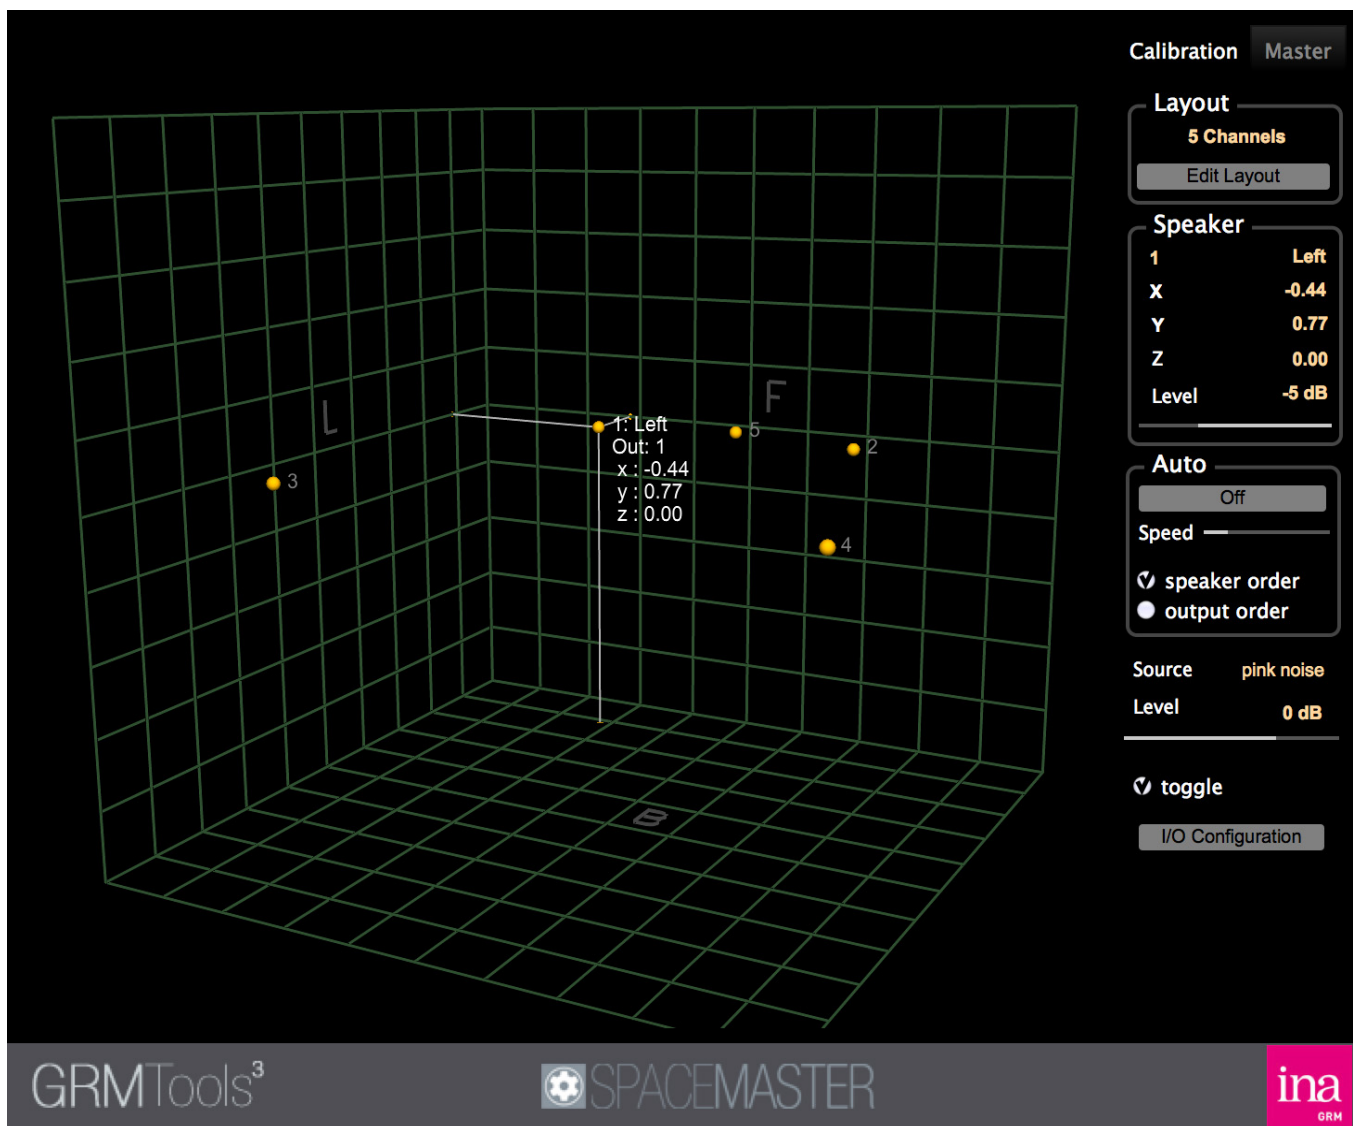 Calibration Master
Layout
5 Channels
Edit Layout
Speaker
1 Left
X -0.44
Y 0.77
Z 0.00
Level -5 dB
Auto
Off
Speed
speaker order
output order
Source pink noise
Level 0 dB
toggle
I/O Configuration
L
F
B
1: Left
Out: 1
x : -0.44
y : 0.77
z : 0.00
5
2
3
4
GRMTools3
SPACEMASTER
ina
GRM